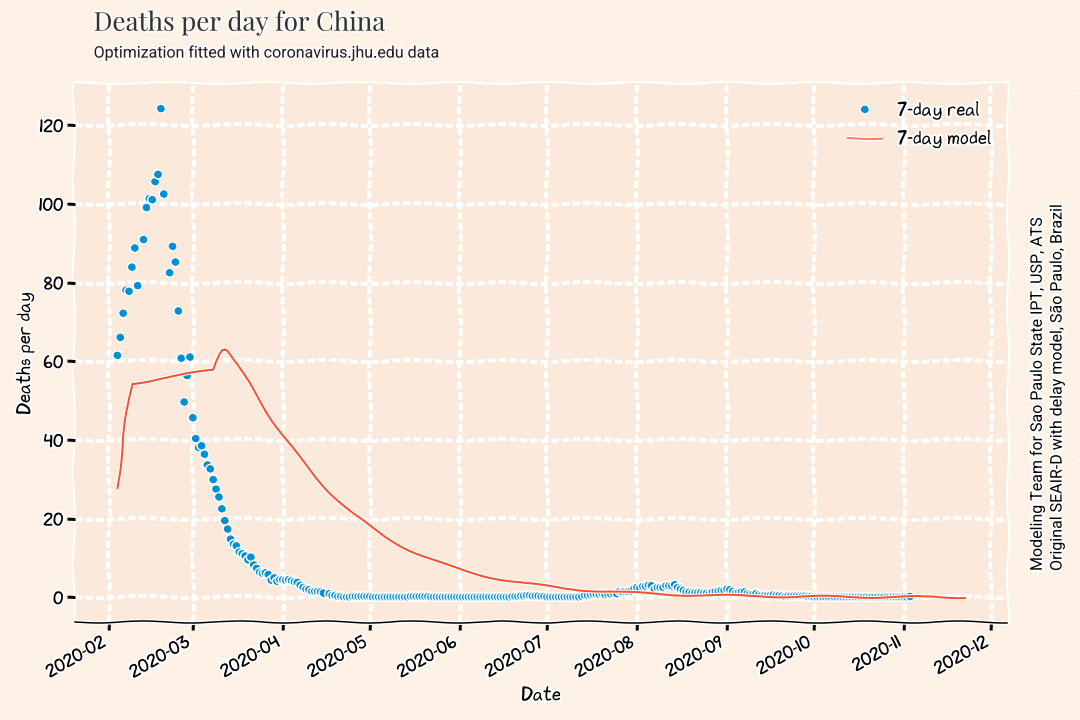 Deaths per day for China
Optimization fitted with coronavirus.jhu.edu data
7-day real
7-day model
120
100
80
60
40
20
0
Deaths per day
2020-02
2020-03
2020-04
2020-05
2020-06
2020-07
2020-08
2020-09
2020-10
2020-11
2020-12
Date
Modeling Team for Sao Paulo State IPT, USP, ATS
Original SEAIR-D with delay model, São Paulo, Brazil